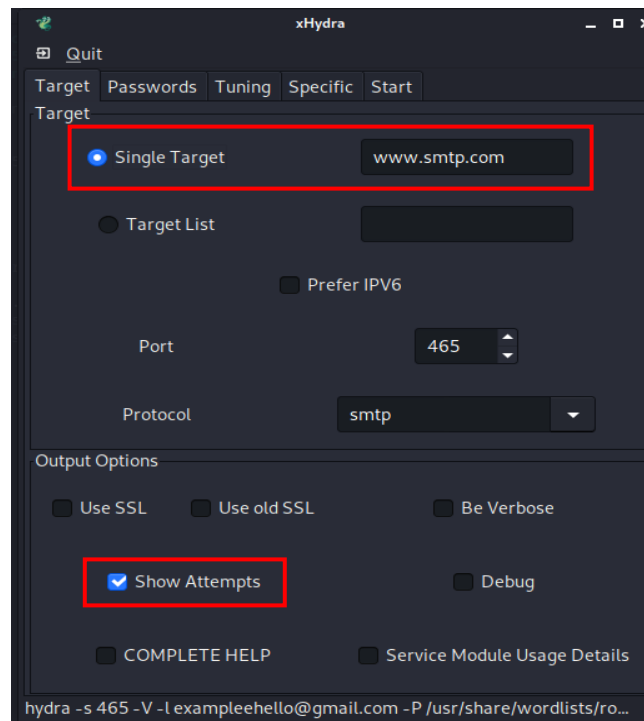 xHydra
Quit
Target Passwords Tuning Specific Start
Target
Single Target www.smtp.com
Target List
Prefer IPV6
Port 465
Protocol smtp
Output Options
Use SSL Use old SSL Be Verbose
Show Attempts Debug
COMPLETE HELP Service Module Usage Details
hydra -s 465 -V -l exampleehello@gmail.com -P /usr/share/wordlists/ro...